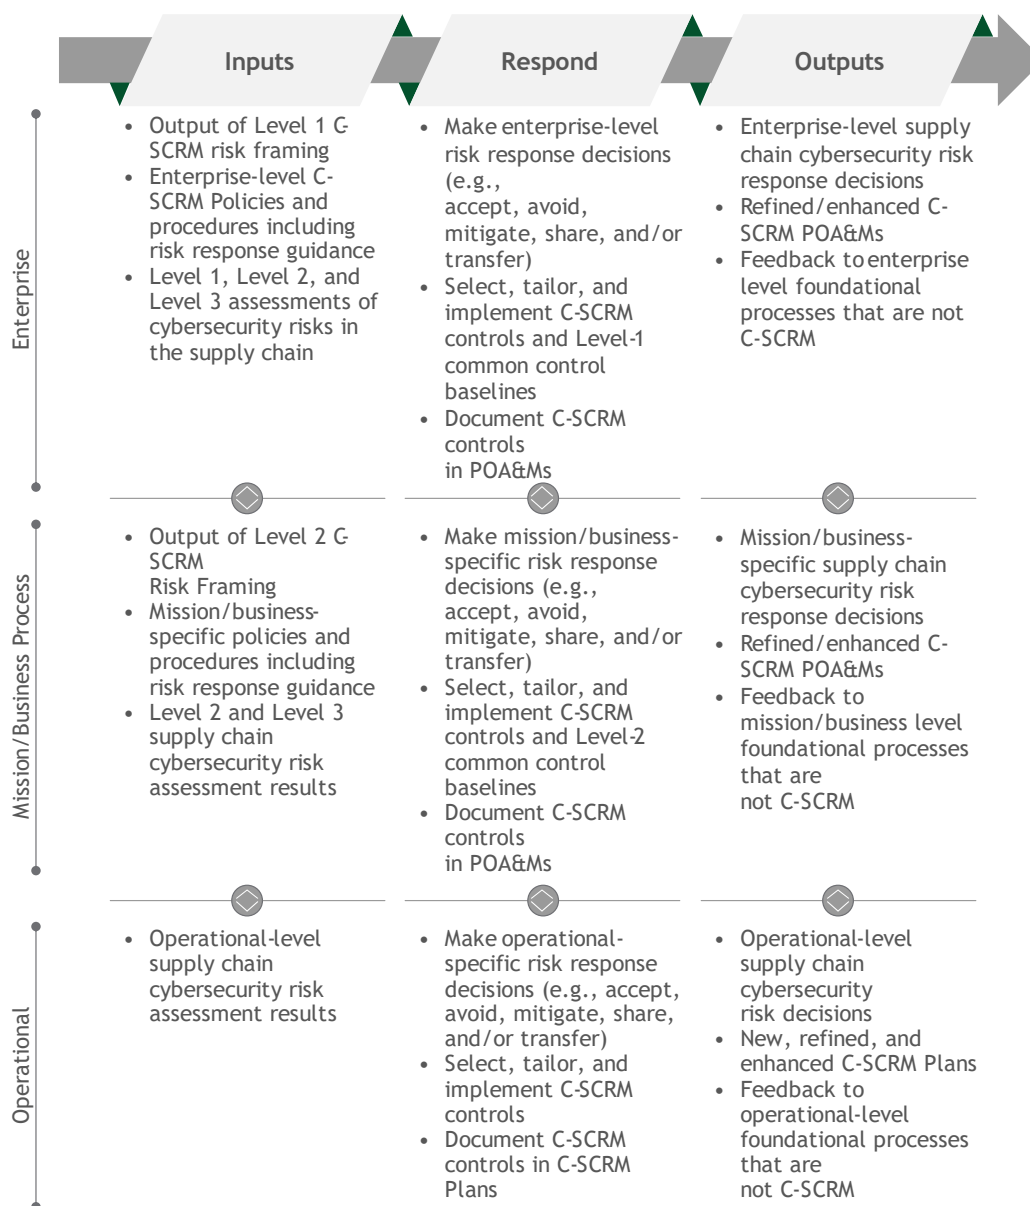 Inputs
Respond
Outputs
Enterprise
• Output of Level 1 C-
SCRM risk framing
• Enterprise-level C-
SCRM Policies and
procedures including
risk response guidance
• Level 1, Level 2, and
Level 3 assessments of
cybersecurity risks in
the supply chain
• Make enterprise-level
risk response decisions
(e.g.,
accept, avoid,
mitigate, share, and/or
transfer)
• Select, tailor, and
implement C-SCRM
controls and Level-1
common control
baselines
• Document C-SCRM
controls
in POA&Ms
• Enterprise-level supply
chain cybersecurity risk
response decisions
• Refined/enhanced C-
SCRM POA&Ms
• Feedback to enterprise
level foundational
processes that are not
C-SCRM
Mission/Business Process
• Output of Level 2 C-
SCRM
Risk Framing
• Mission/business-
specific policies and
procedures including
risk response guidance
• Level 2 and Level 3
supply chain
cybersecurity risk
assessment results
• Make mission/business-
specific risk response
decisions (e.g.,
accept, avoid,
mitigate, share, and/or
transfer)
• Select, tailor, and
implement C-SCRM
controls and Level-2
common control
baselines
• Document C-SCRM
controls
in POA&Ms
• Mission/business-
specific supply chain
cybersecurity risk
response decisions
• Refined/enhanced C-
SCRM POA&Ms
• Feedback to
mission/business level
foundational processes
that are
not C-SCRM
Operational
• Operational-level
supply chain
cybersecurity risk
assessment results
• Make operational-
specific risk response
decisions (e.g., accept,
avoid, mitigate, share,
and/or transfer)
• Select, tailor, and
implement C-SCRM
controls
• Document C-SCRM
controls in C-SCRM
Plans
• Operational-level
supply chain
cybersecurity
risk decisions
• New, refined, and
enhanced C-SCRM Plans
• Feedback to
operational-level
foundational processes
that are
not C-SCRM